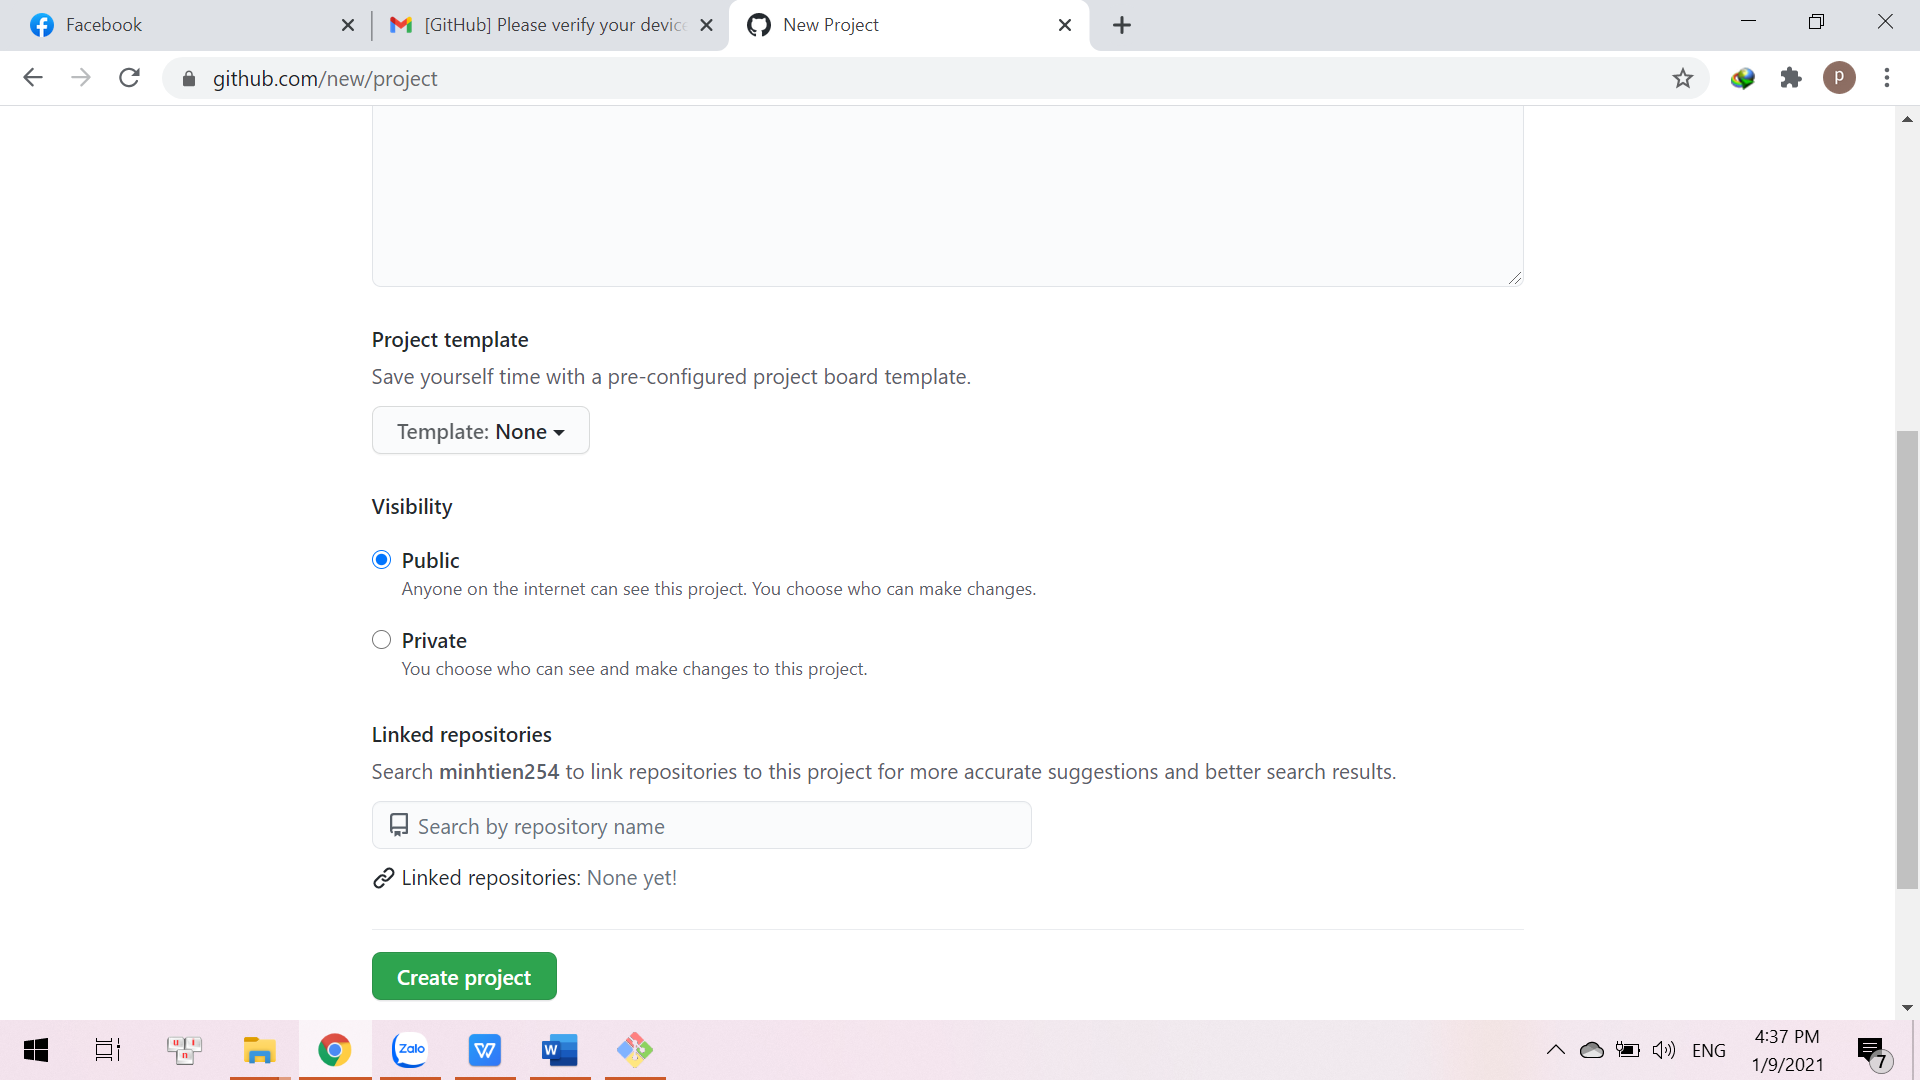 Facebook
[GitHub] Please verify your device
New Project
github.com/new/project
P
Project template
Save yourself time with a pre-configured project board template.
Template: None
Visibility
Public
Anyone on the internet can see this project. You choose who can make changes.
Private
You choose who can see and make changes to this project.
Linked repositories
Search minhtien254 to link repositories to this project for more accurate suggestions and better search results.
Search by repository name
Linked repositories: None yet!
Create project
u i n
Zalo
W
W
ENG
4:37 PM
1/9/2021
7